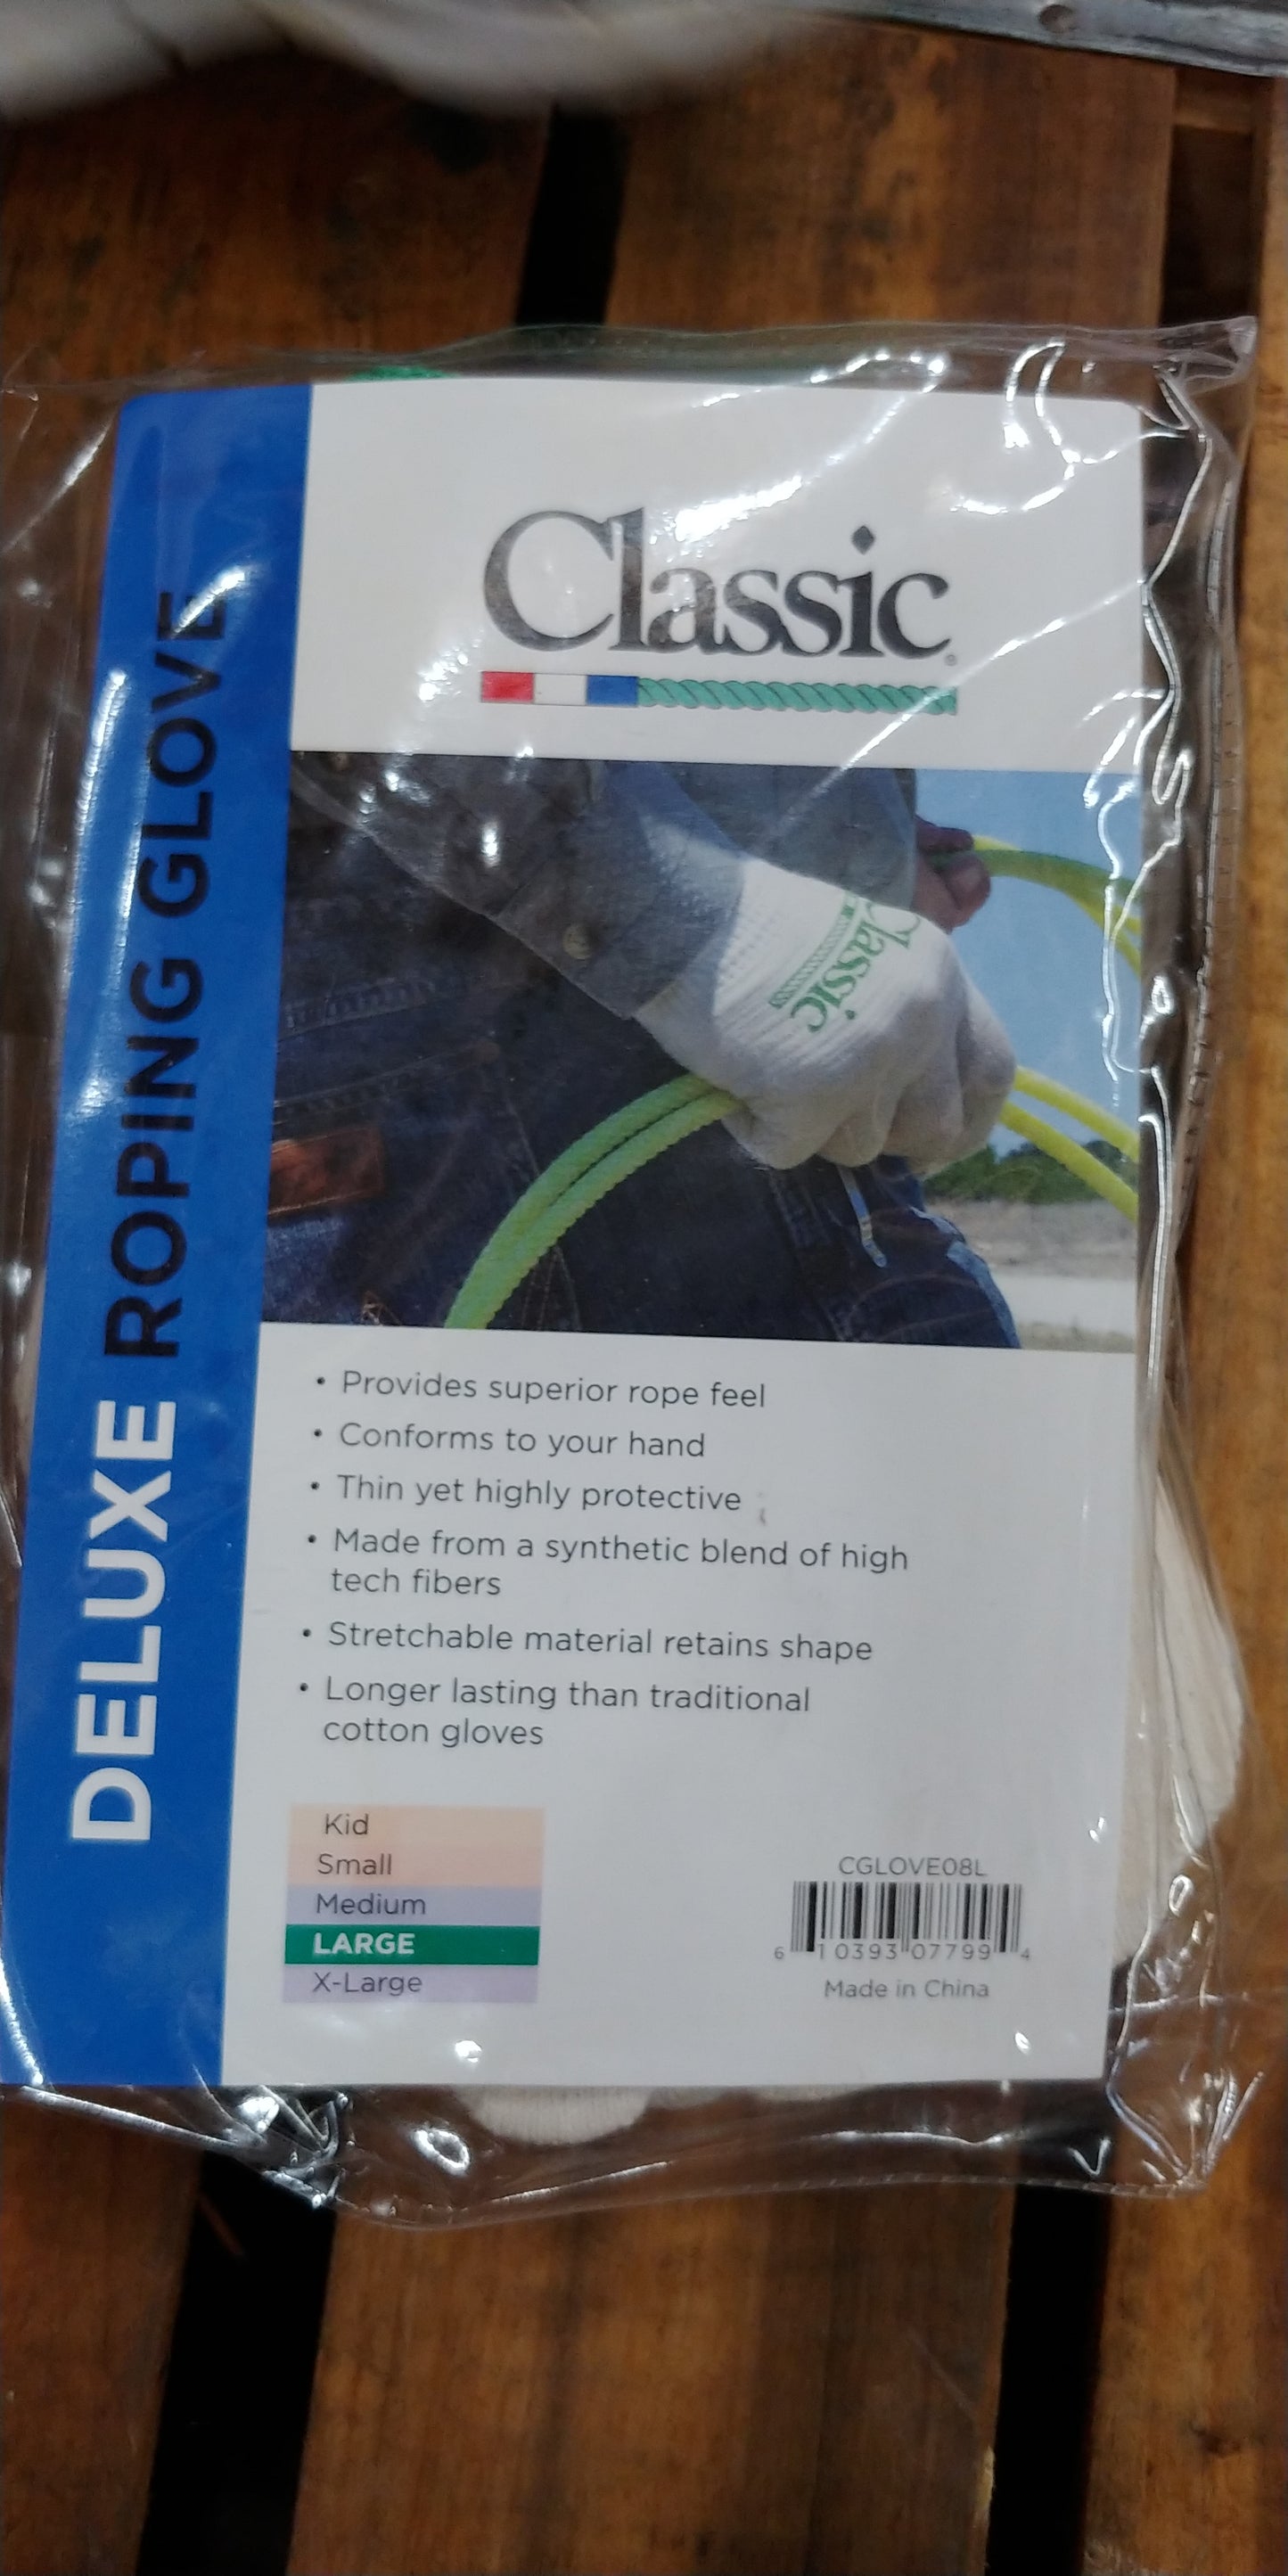 Classic
DELUXE ROPING GLOVE
Classic
• Provides superior rope feel
• Conforms to your hand
• Thin yet highly protective
• Made from a synthetic blend of high
tech fibers
• Stretchable material retains shape
• Longer lasting than traditional
cotton gloves
Kid
Small
Medium
LARGE
X-Large
CGLOVE08L
6 10393 07799 4
Made in China